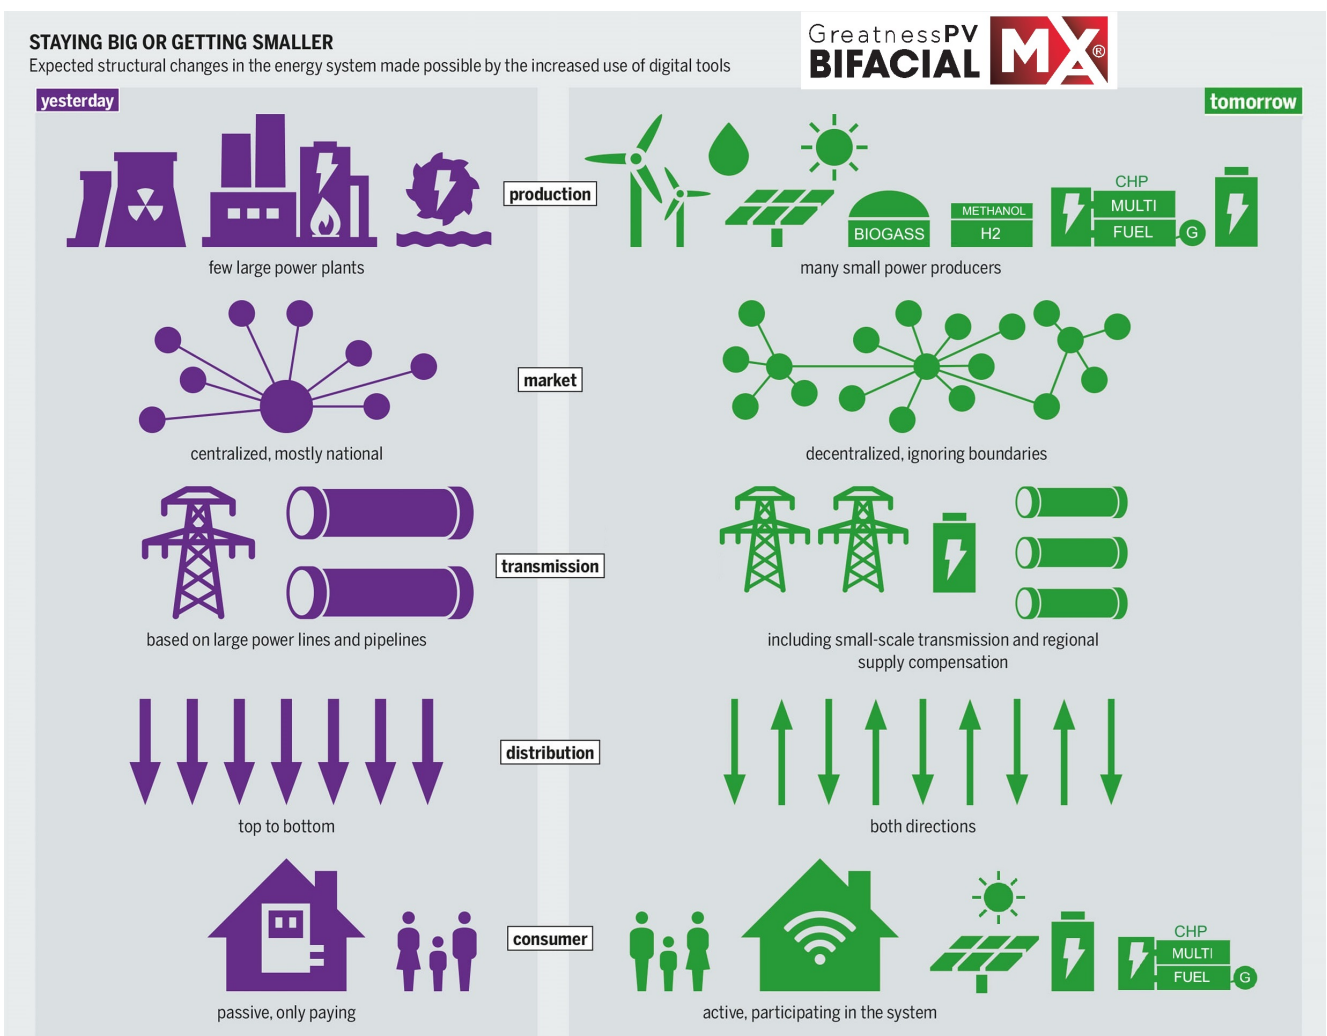 STAYING BIG OR GETTING SMALLER
Expected structural changes in the energy system made possible by the increased use of digital tools
GreatnessPV
BIFACIAL
MXA®
yesterday
tomorrow
production
CHP
MULTI
FUEL
G
BIOGASS
METHANOL
H2
few large power plants
many small power producers
market
centralized, mostly national
decentralized, ignoring boundaries
transmission
based on large power lines and pipelines
including small-scale transmission and regional
supply compensation
distribution
top to bottom
both directions
consumer
CHP
MULTI
FUEL
G
passive, only paying
active, participating in the system